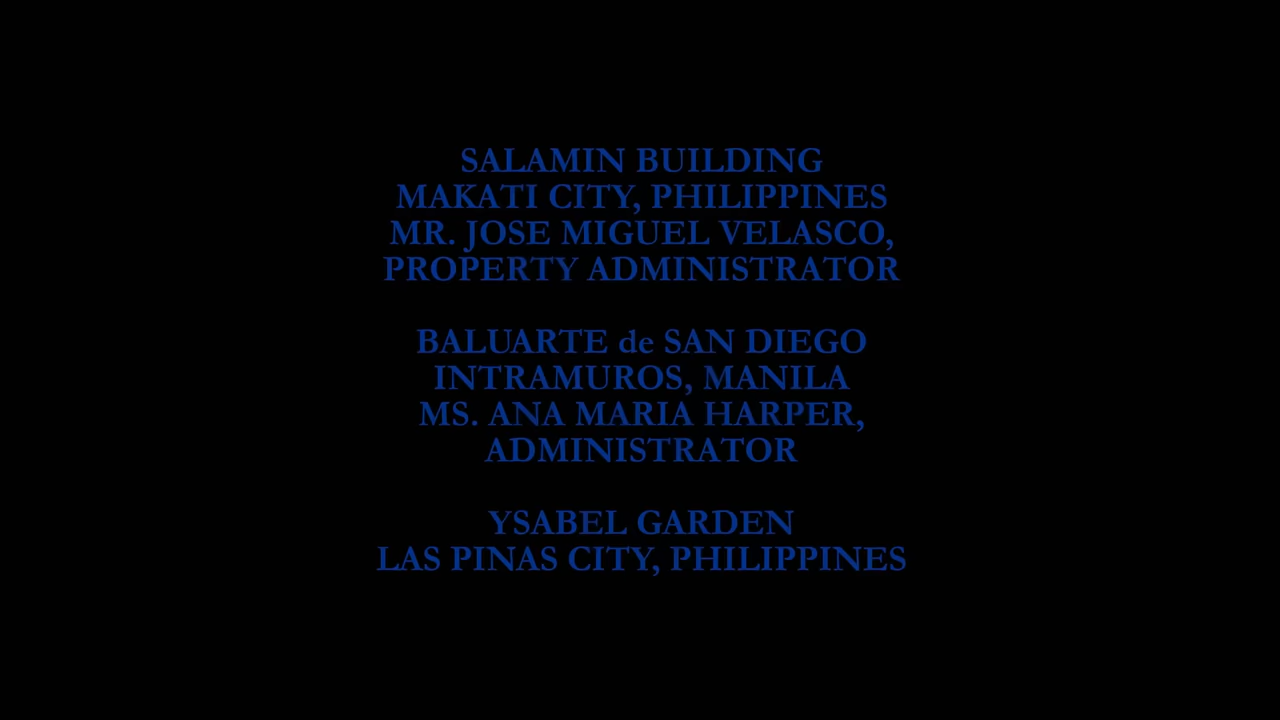 SALAMIN BUILDING
MAKATI CITY, PHILIPPINES
MR. JOSE MIGUEL VELASCO,
PROPERTY ADMINISTRATOR
BALUARTE de SAN DIEGO
INTRAMUROS, MANILA
MS. ANA MARIA HARPER,
ADMINISTRATOR
YSABEL GARDEN
LAS PINAS CITY, PHILIPPINES